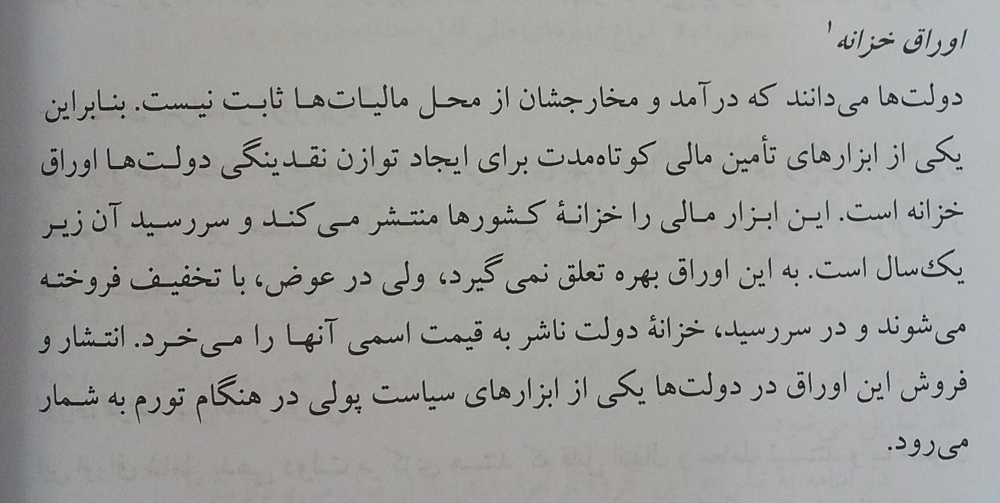 اوراق خزانه۱
دولت‌ها می‌دانند که درآمد و مخارجشان از محل مالیات‌ها ثابت نیست. بنابراین
یکی از ابزارهای تأمین مالی کوتاه‌مدت برای ایجاد توازن نقدینگی دولت‌ها اوراق
خزانه است. این ابزار مالی را خزانهٔ کشورها منتشر می‌کند و سررسید آن زیر
یک‌سال است. به این اوراق بهره تعلق نمی‌گیرد، ولی در عوض، با تخفیف فروخته
می‌شوند و در سررسید، خزانهٔ دولت ناشر به قیمت اسمی آنها را می‌خرد. انتشار و
فروش این اوراق در دولت‌ها یکی از ابزارهای سیاست پولی در هنگام تورم به شمار
می‌رود.